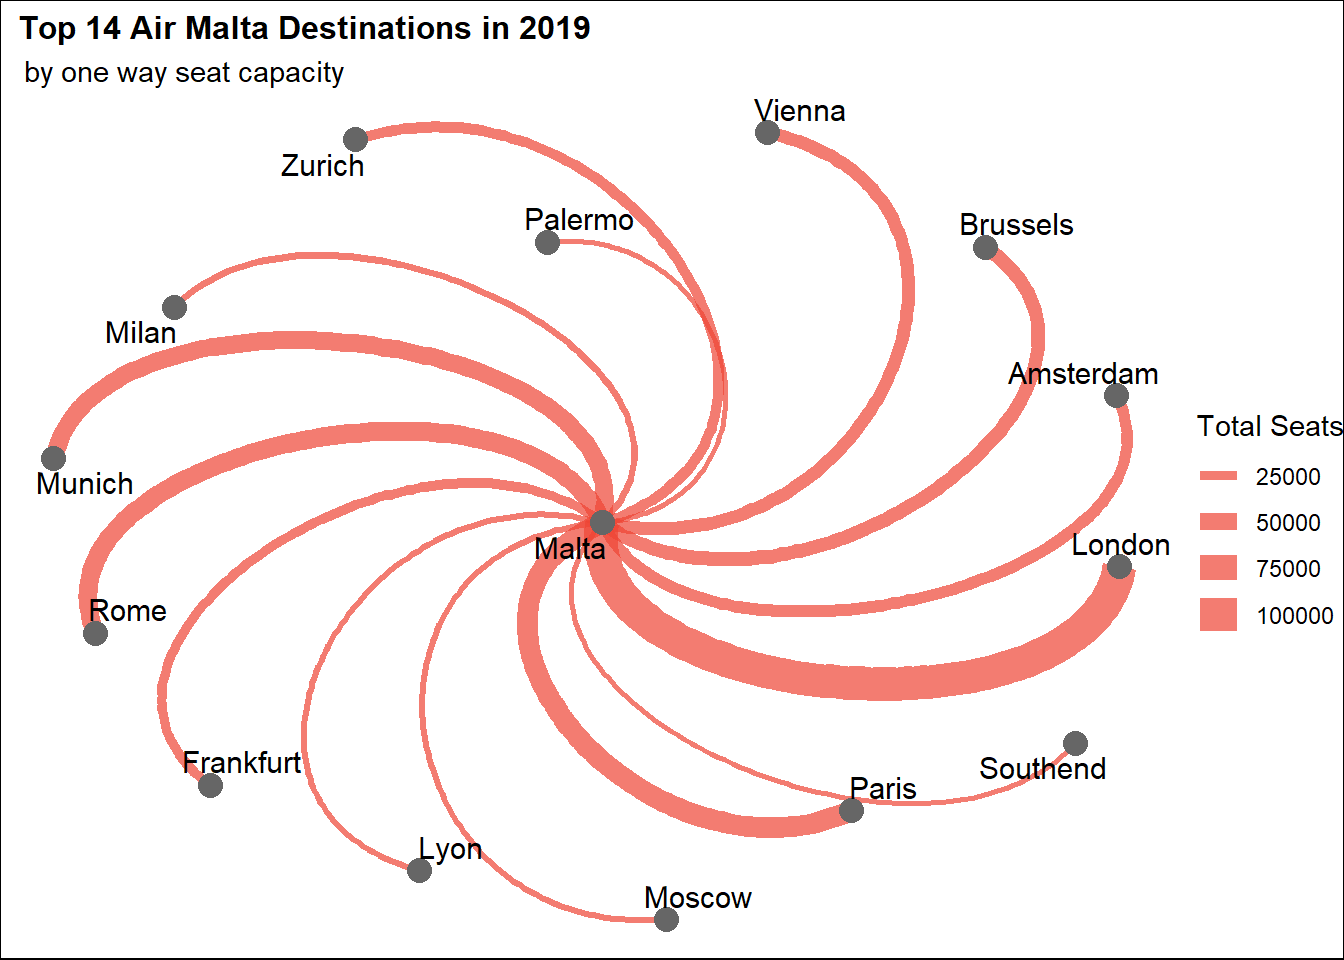 Top 14 Air Malta Destinations in 2019
by one way seat capacity
Vienna
Zurich
Palermo
Brussels
Milan
Amsterdam
Total Seats
25000
Munich
50000
London
Malta
75000
Rome
100000
Frankfurt
Southend
Paris
Lyon
Moscow